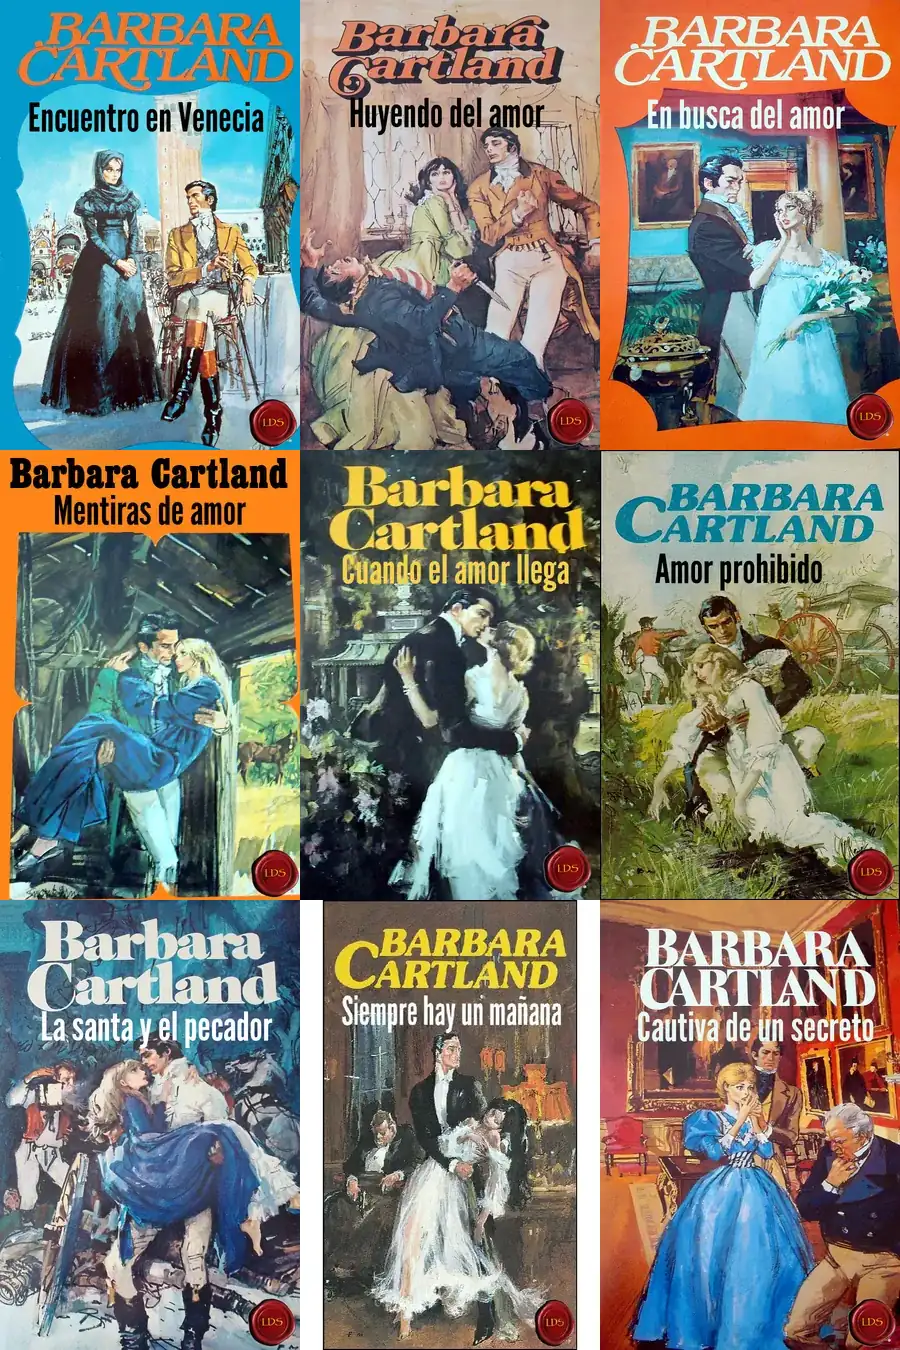 BARBARA
CARTLAND
Encuentro en Venecia
LDS
Barbara
Cartland
Huyendo del amor
LDS
BARBARA
CARTLAND
En busca del amor
LDS
Barbara Cartland
Mentiras de amor
LDS
Barbara
Cartland
Cuando el amor llega
LDS
BARBARA
CARTLAND
Amor prohibido
LDS
Barbara
Cartland
La santa y el pecador
LDS
BARBARA
CARTLAND
Siempre hay un mañana
LDS
BARBARA
CARTLAND
Cautiva de un secreto
LDS